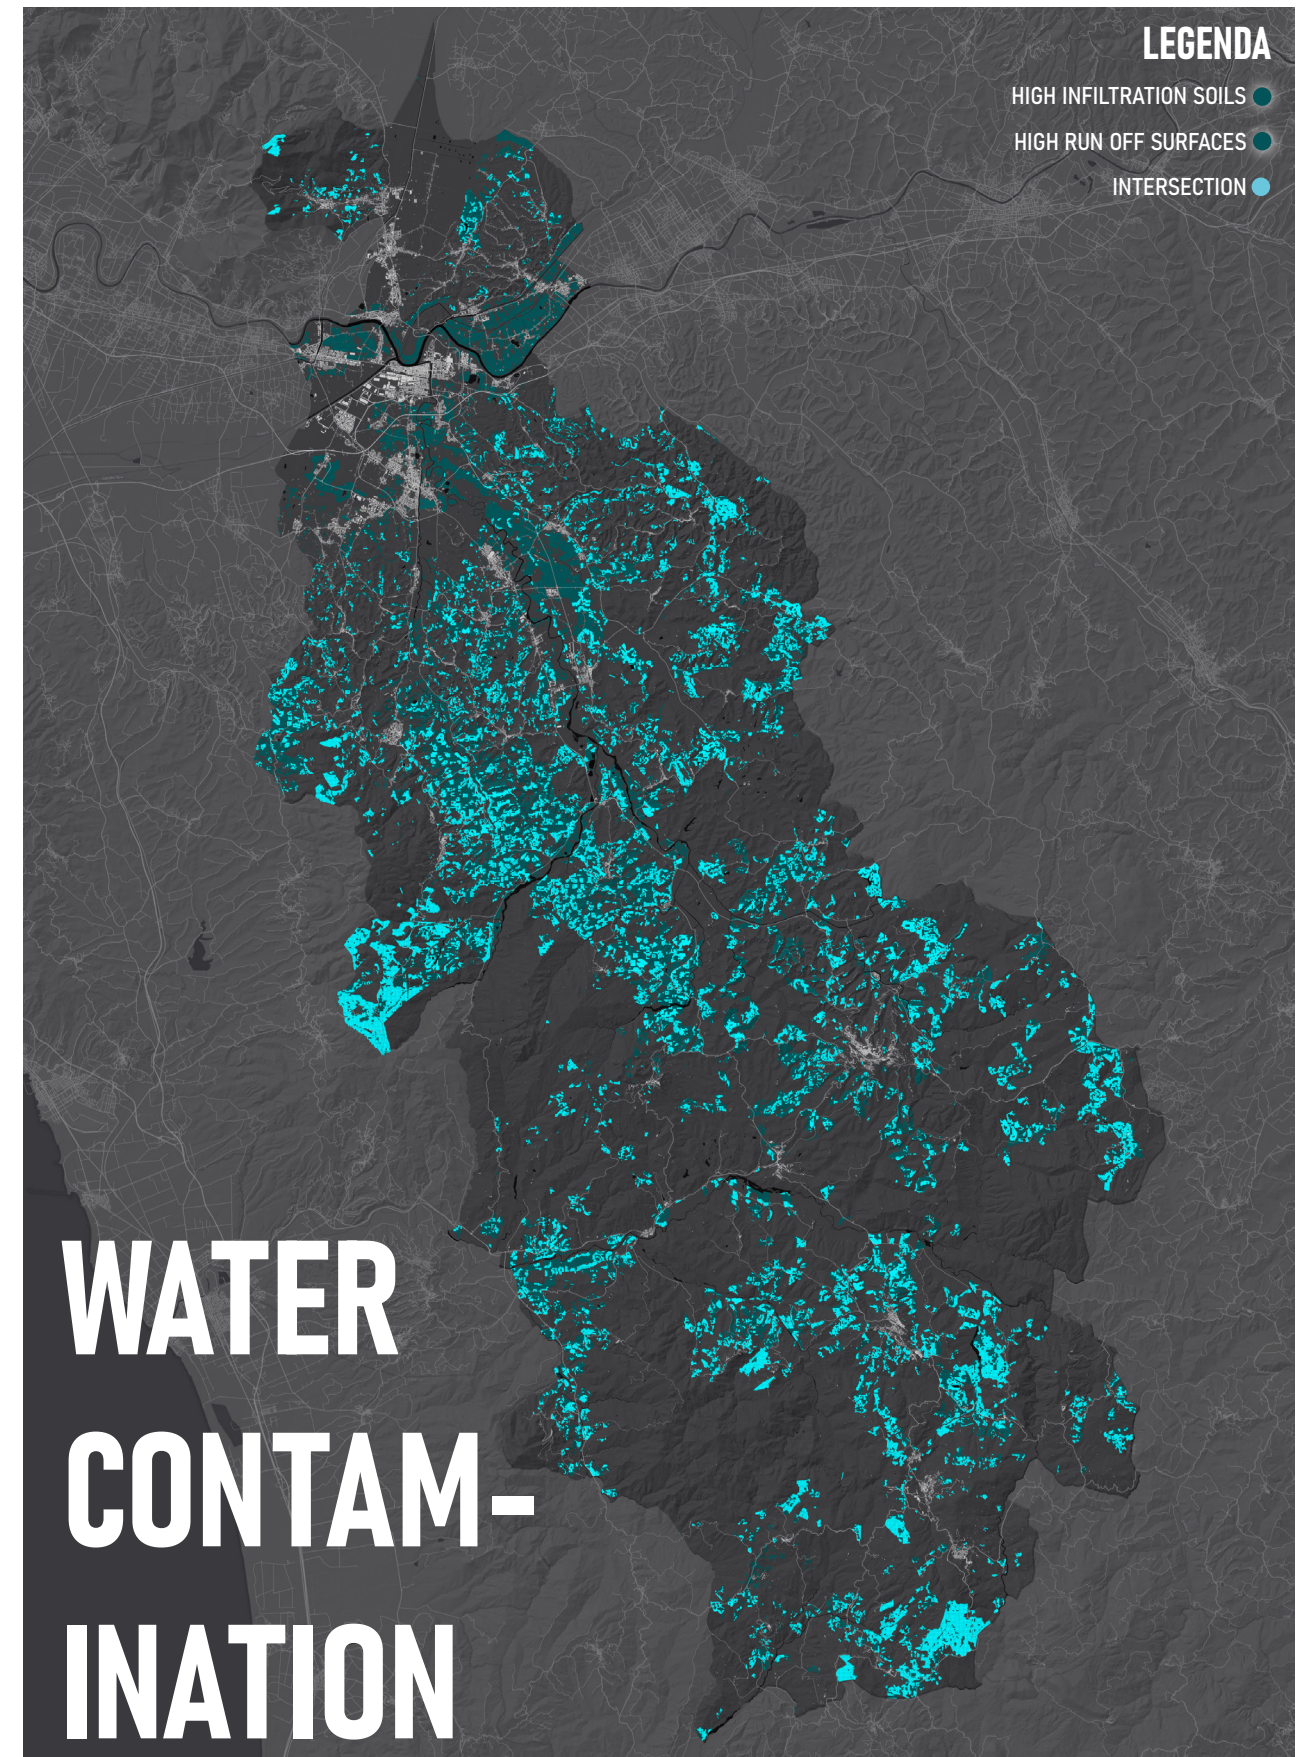 LEGENDA
HIGH INFILTRATION SOILS
HIGH RUN OFF SURFACES
INTERSECTION
WATER
CONTAM-
INATION